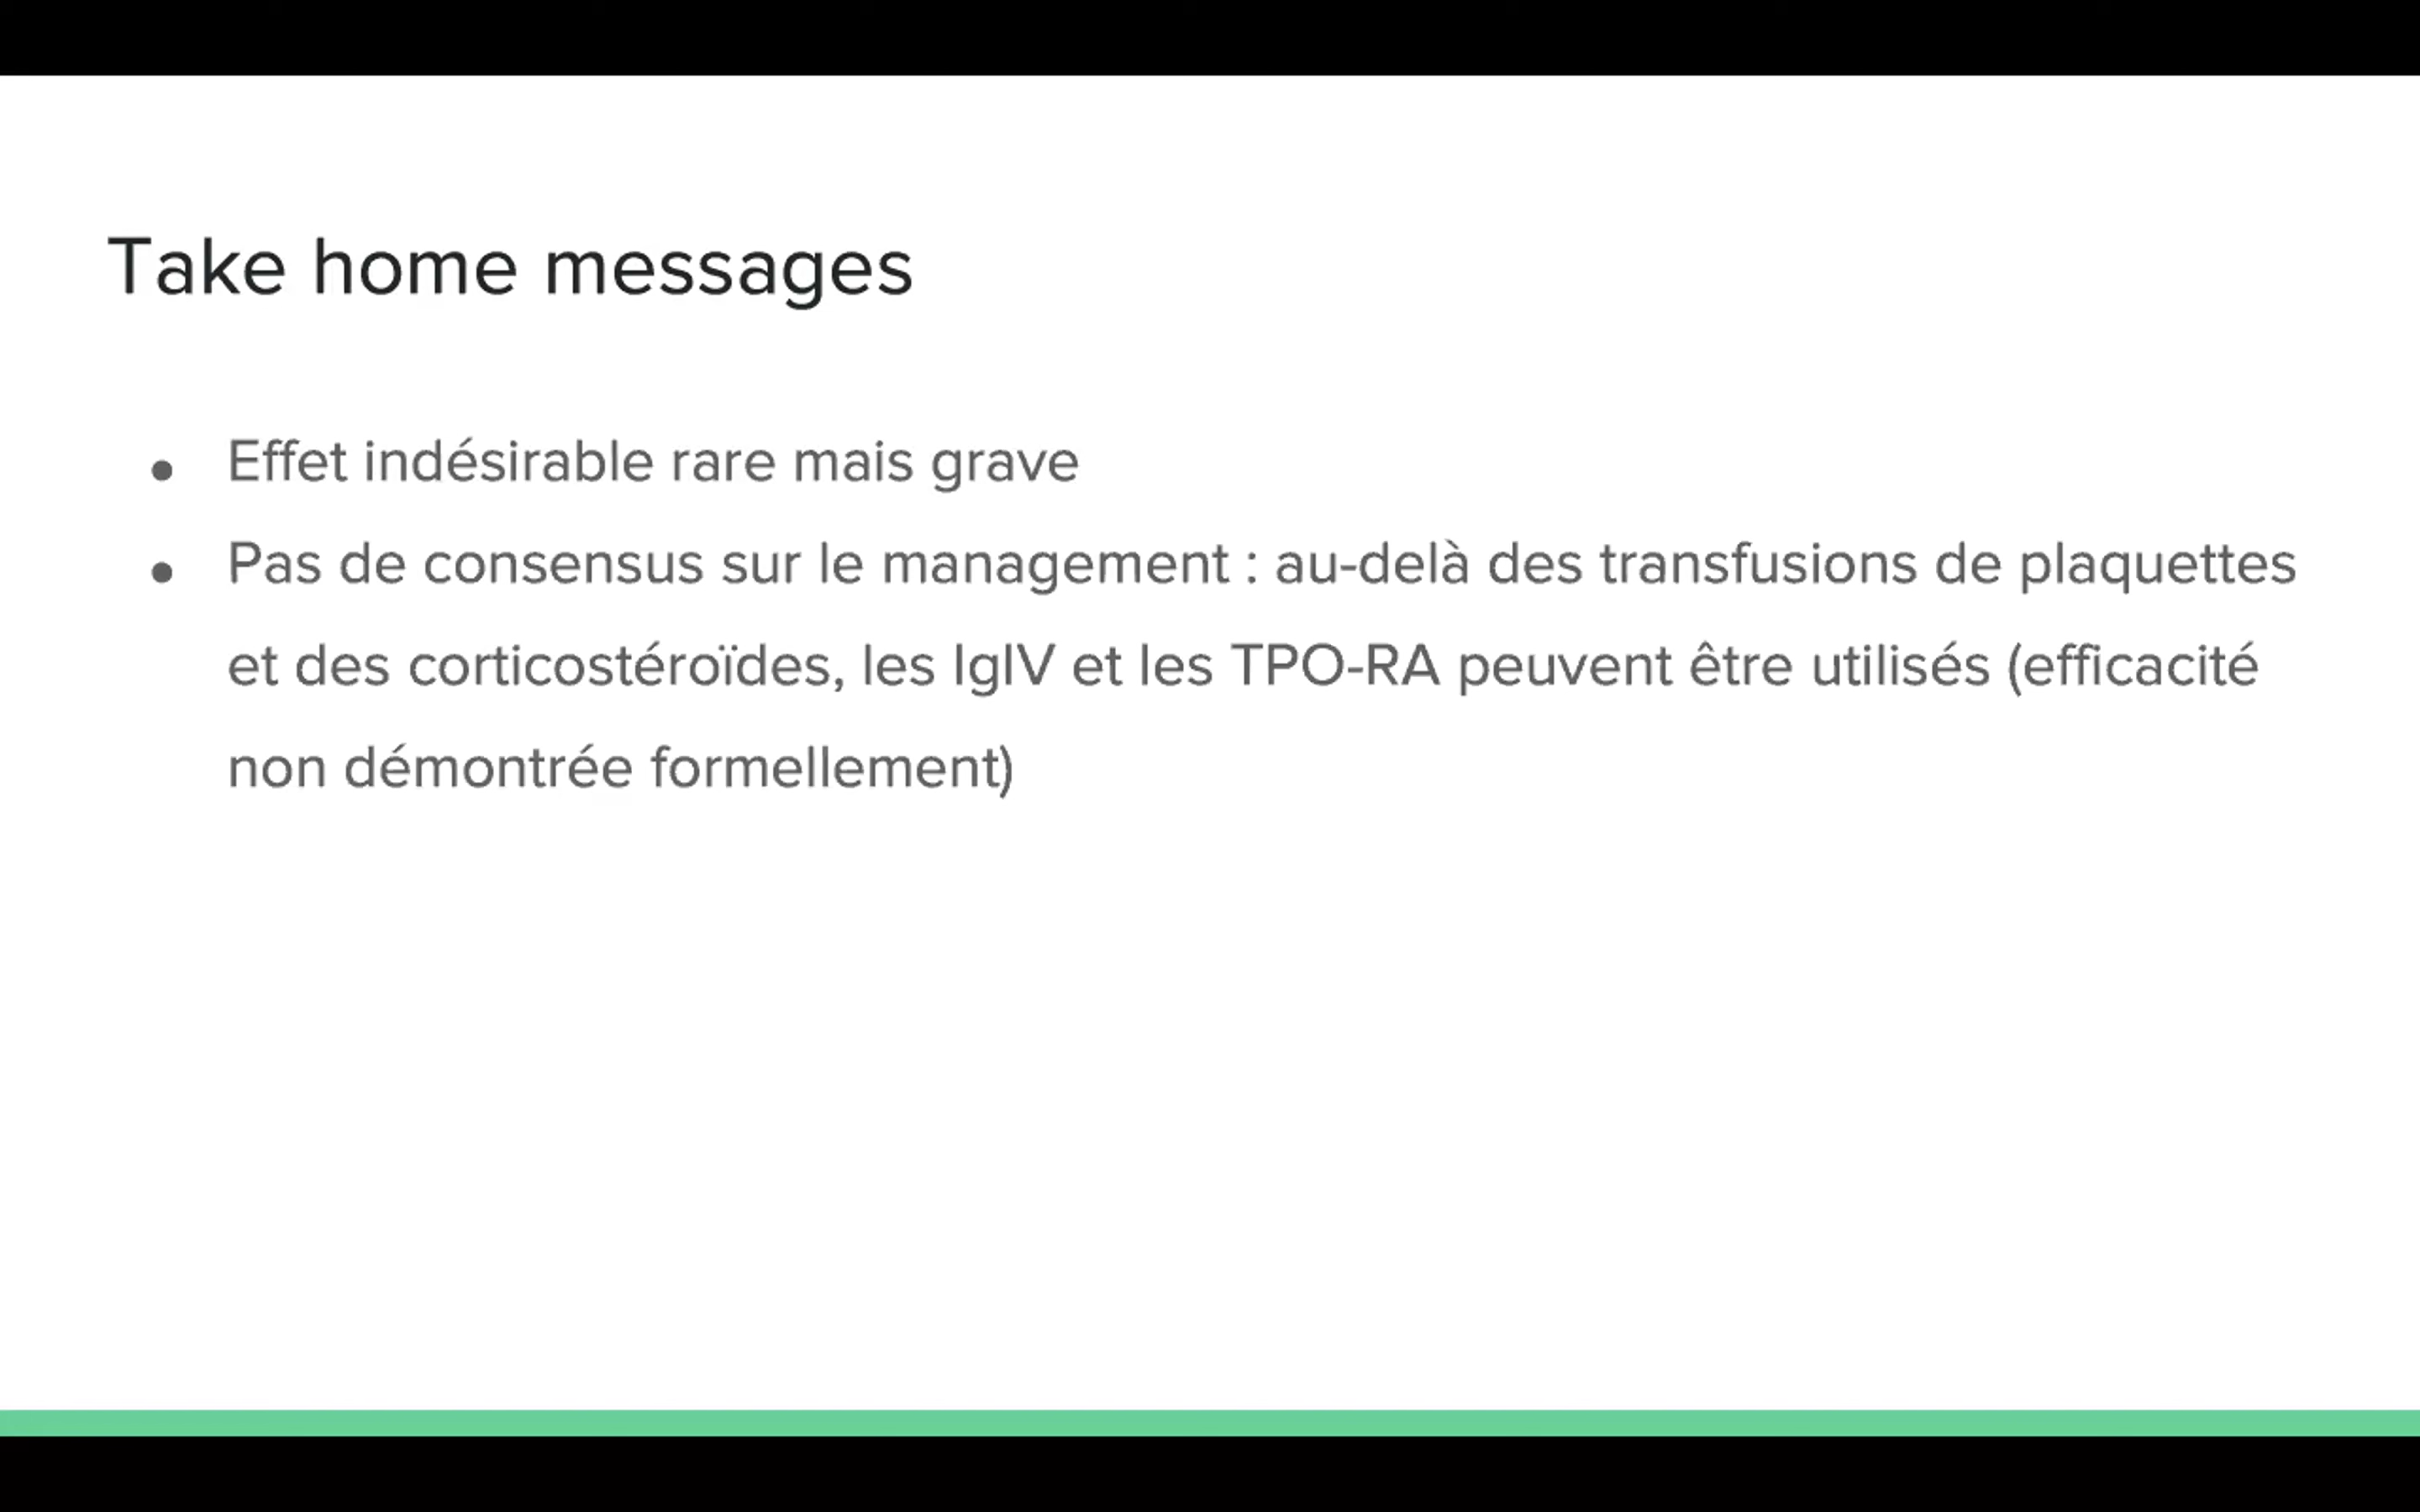 Take home messages
● Effet indésirable rare mais grave
● Pas de consensus sur le management : au-delà des transfusions de plaquettes
et des corticostéroïdes, les IgIV et les TPO-RA peuvent être utilisés (efficacité
non démontrée formellement)